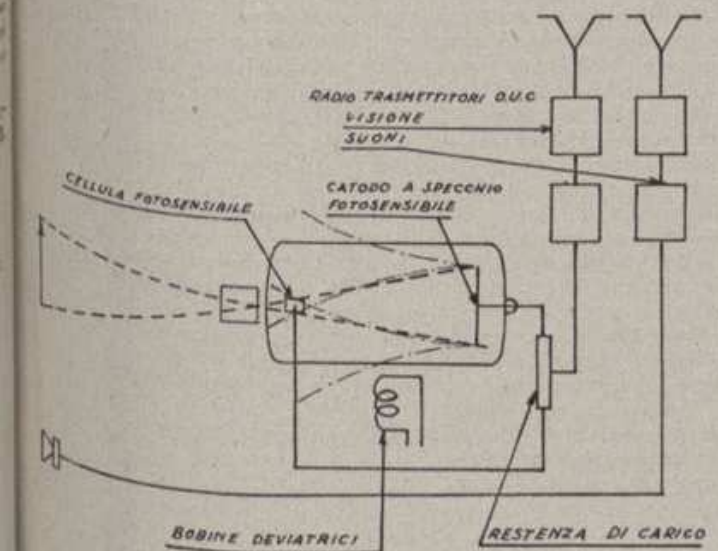 RADIO TRASMETTITORI O.U.C
VISIONE
SUONI
CELLULA FOTOSENSIBILE
CATODO A SPECCHIO
FOTOSENSIBILE
BOBINE DEVIATRICI
RESTENZA DI CARICO